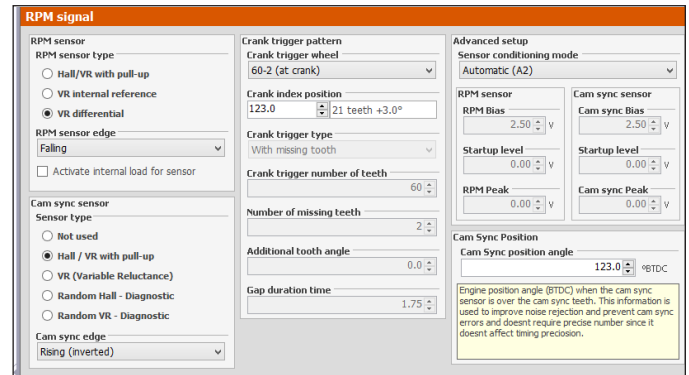 RPM signal
RPM sensor
RPM sensor type
Hall/VR with pull-up
VR internal reference
VR differential
RPM sensor edge
Falling
Activate internal load for sensor
Cam sync sensor
Sensor type
Not used
Hall / VR with pull-up
VR (Variable Reluctance)
Random Hall - Diagnostic
Random VR - Diagnostic
Cam sync edge
Rising (inverted)
Crank trigger pattern
Crank trigger wheel
60-2 (at crank)
Crank index position
123.0 21 teeth +3.0°
Crank trigger type
With missing tooth
Crank trigger number of teeth
60
Number of missing teeth
2
Additional tooth angle
0.0
Gap duration time
1.75
Advanced setup
Sensor conditioning mode
Automatic (A2)
RPM sensor
RPM Bias
2.50 V
Startup level
0.00 V
RPM Peak
0.00 V
Cam sync sensor
Cam sync Bias
2.50 V
Startup level
0.00 V
Cam sync Peak
0.00 V
Cam Sync Position
Cam Sync position angle
123.0 ºBTDC
Engine position angle (BTDC) when the cam sync
sensor is over the cam sync teeth. This information is
used to improve noise rejection and prevent cam sync
errors and doesnt require precise number since it
doesnt affect timing preciosion.